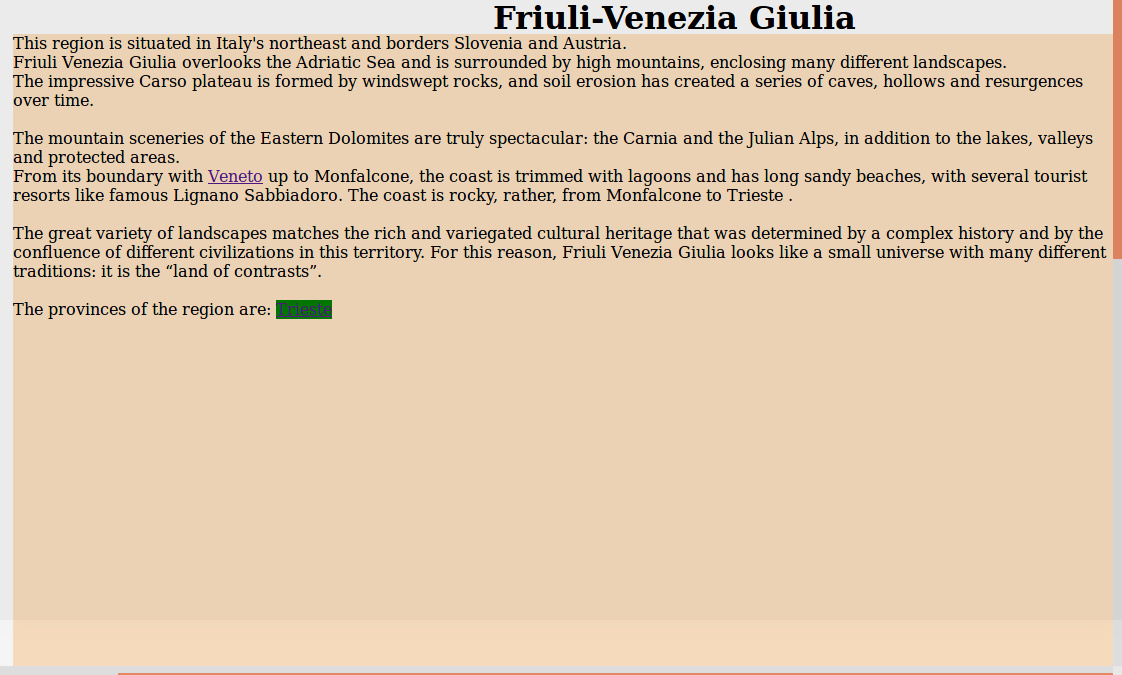 Friuli-Venezia Giulia
This region is situated in Italy's northeast and borders Slovenia and Austria.
Friuli Venezia Giulia overlooks the Adriatic Sea and is surrounded by high mountains, enclosing many different landscapes.
The impressive Carso plateau is formed by windswept rocks, and soil erosion has created a series of caves, hollows and resurgences
over time.
The mountain sceneries of the Eastern Dolomites are truly spectacular: the Carnia and the Julian Alps, in addition to the lakes, valleys
and protected areas.
From its boundary with Veneto up to Monfalcone, the coast is trimmed with lagoons and has long sandy beaches, with several tourist
resorts like famous Lignano Sabbiadoro. The coast is rocky, rather, from Monfalcone to Trieste .
The great variety of landscapes matches the rich and variegated cultural heritage that was determined by a complex history and by the
confluence of different civilizations in this territory. For this reason, Friuli Venezia Giulia looks like a small universe with many different
traditions: it is the “land of contrasts”.
The provinces of the region are: Trieste